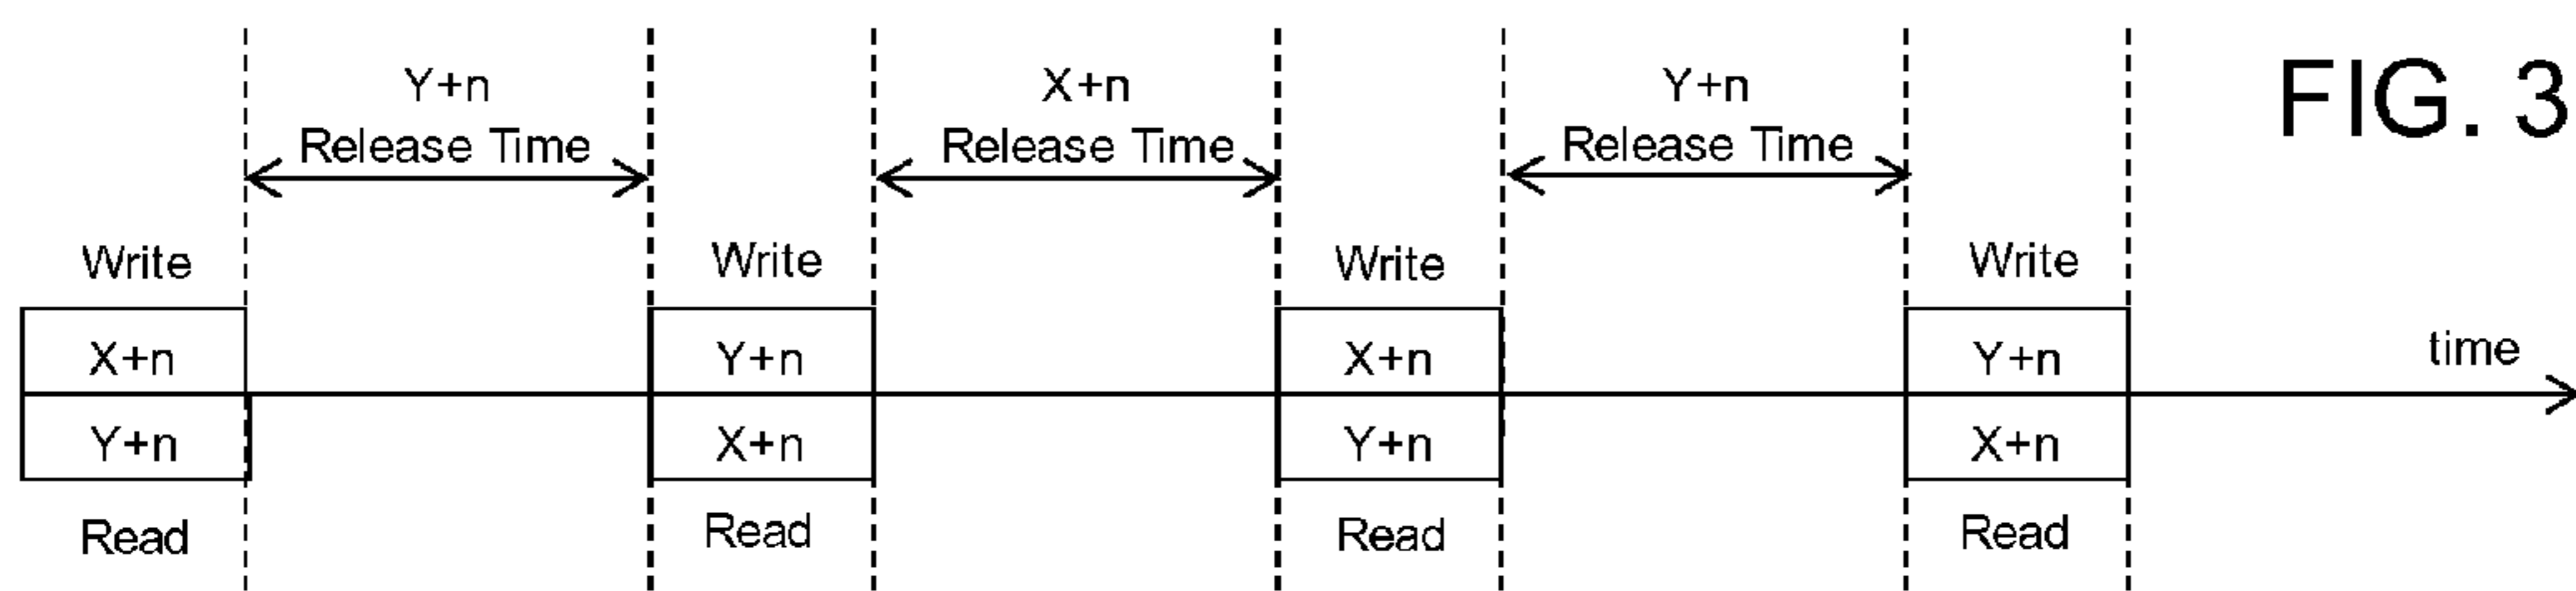 FIG. 3
Y+n
Release Time
X+n
Release Time
Y+n
Release Time
Write
Write
Write
Write
X+n
Y+n
X+n
Y+n
time
Y+n
X+n
Y+n
X+n
Read
Read
Read
Read